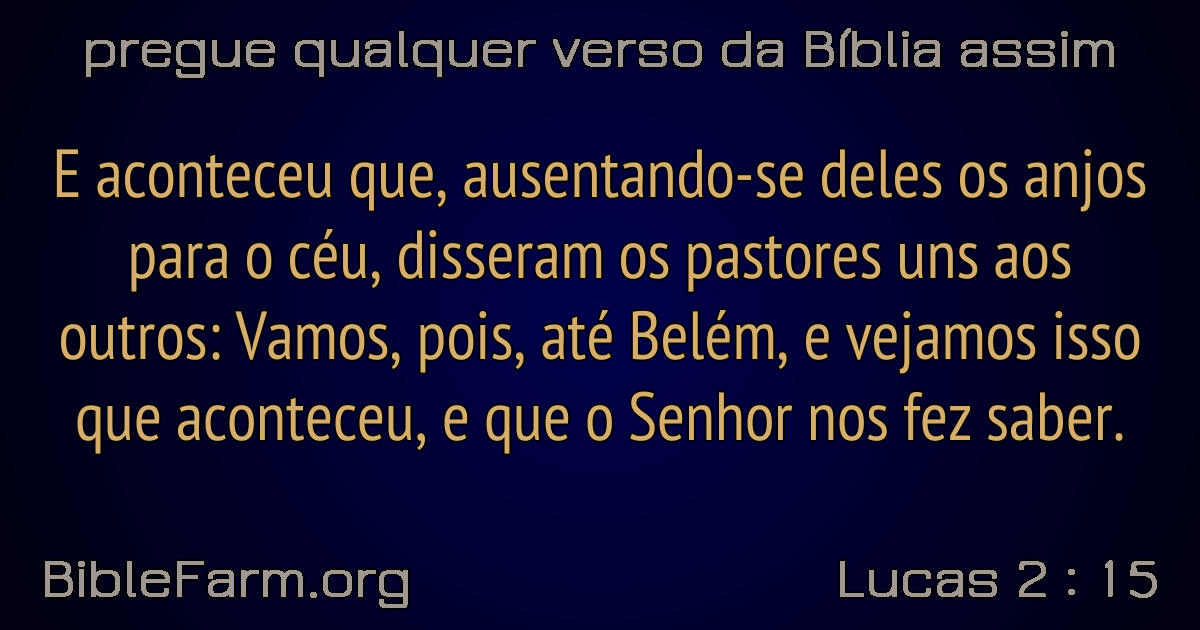 pregue qualquer verso da Bíblia assim
E aconteceu que, ausentando-se deles os anjos
para o céu, disseram os pastores uns aos
outros: Vamos, pois, até Belém, e vejamos isso
que aconteceu, e que o Senhor nos fez saber.
BibleFarm.org
Lucas 2 : 15